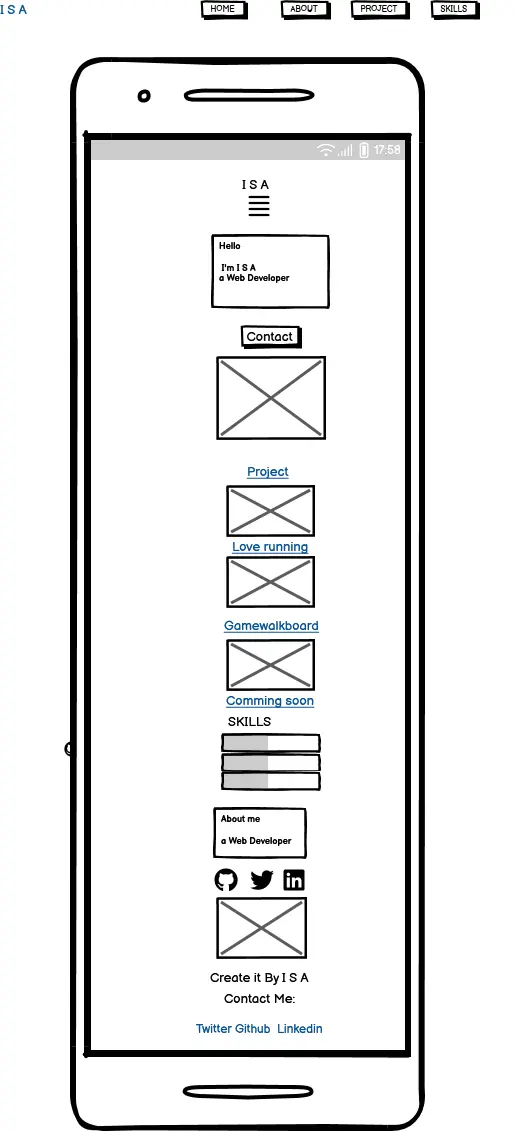 I S A HOME ABOUT PROJECT SKILLS
17:58
I S A
Hello
I'm I S A
a Web Developer
Contact
Project
Love running
Gamewalkboard
Comming soon
SKILLS
About me
a Web Developer
in
Create it By I S A
Contact Me:
Twitter Github Linkedin